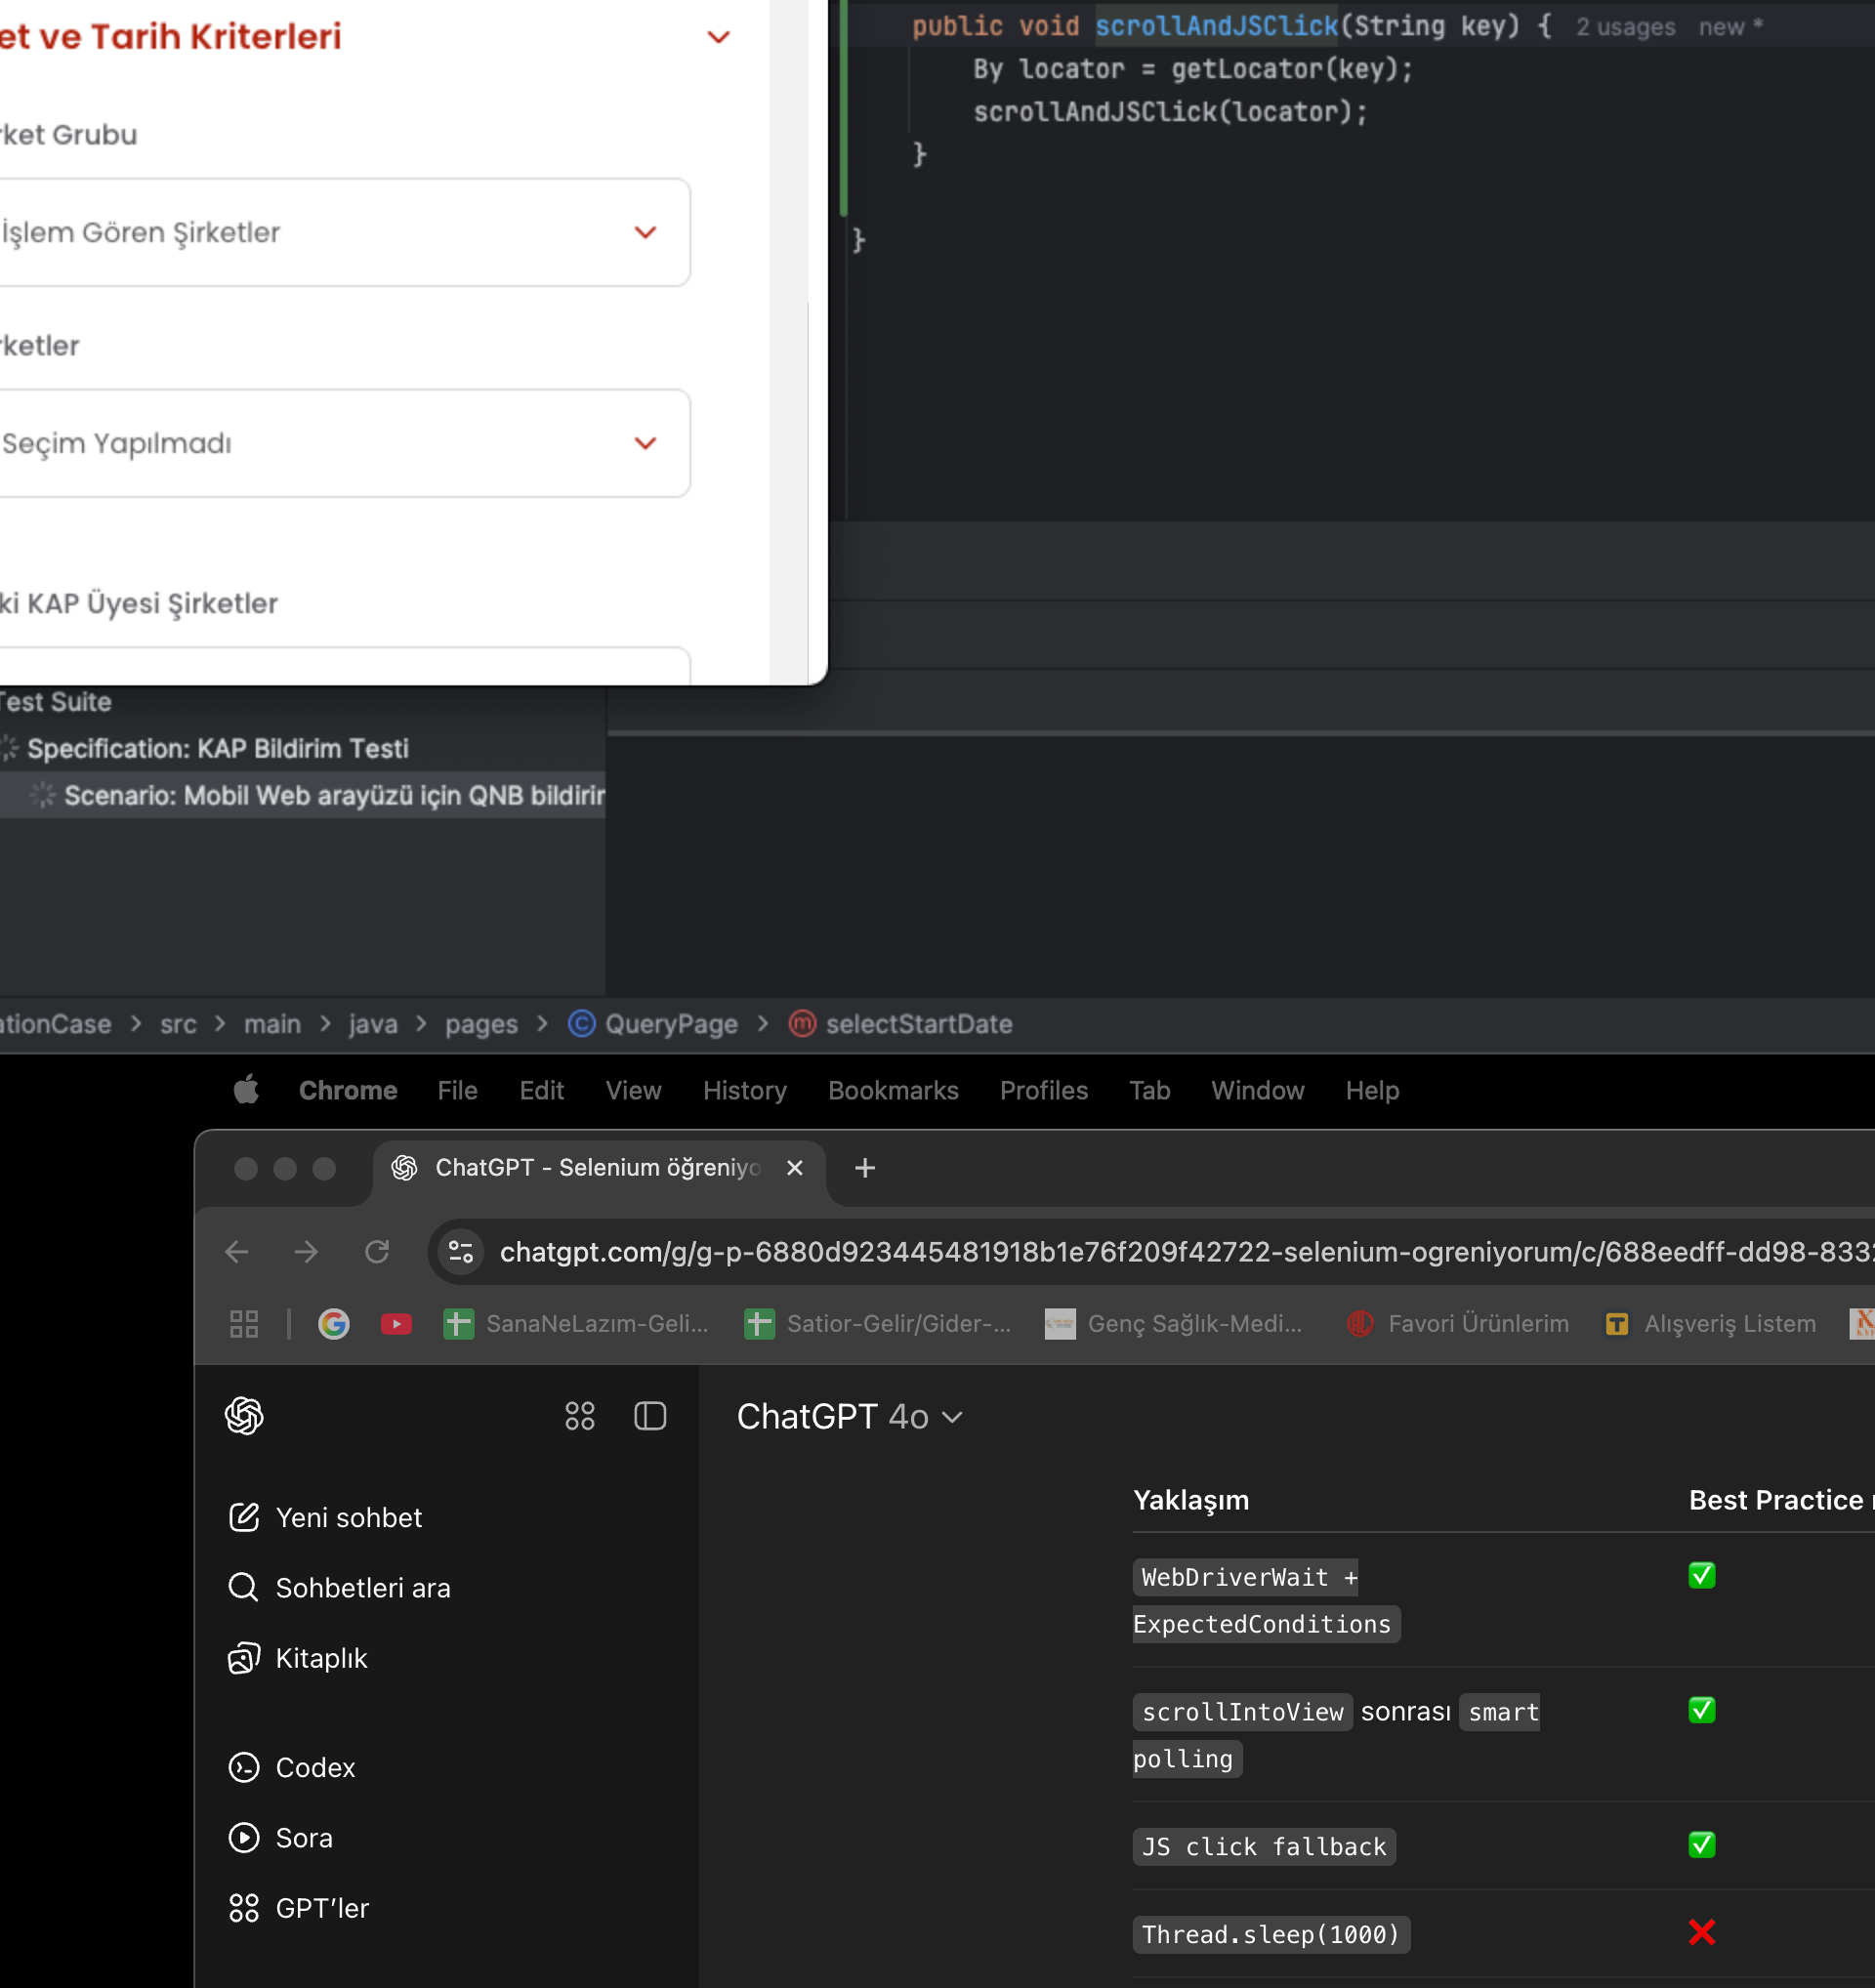 et ve Tarih Kriterleri
rket Grubu
İşlem Gören Şirketler
rketler
Seçim Yapılmadı
ki KAP Üyesi Şirketler
public void scrollAndJSClick(String key) { 2 usages new *
By locator = getLocator(key);
scrollAndJSClick(locator);
}
}
Test Suite
Specification: KAP Bildirim Testi
Scenario: Mobil Web arayüzü için QNB bildirir
ationCase > src > main > java > pages > QueryPage > selectStartDate
Chrome File Edit View History Bookmarks Profiles Tab Window Help
ChatGPT - Selenium öğreniyo
chatgpt.com/g/g-p-6880d923445481918b1e76f209f42722-selenium-ogreniyorum/c/688eedff-dd98-833
SanaNeLazım-Geli... Satior-Gelir/Gider-... Genç Sağlık-Medi... Favori Ürünlerim Alışveriş Listem
ChatGPT 4o
Yeni sohbet
Sohbetleri ara
Kitaplık
Codex
Sora
GPT'ler
Yaklaşım Best Practice
WebDriverWait +
ExpectedConditions
scrollIntoView sonrası smart
polling
JS click fallback
Thread.sleep(1000)